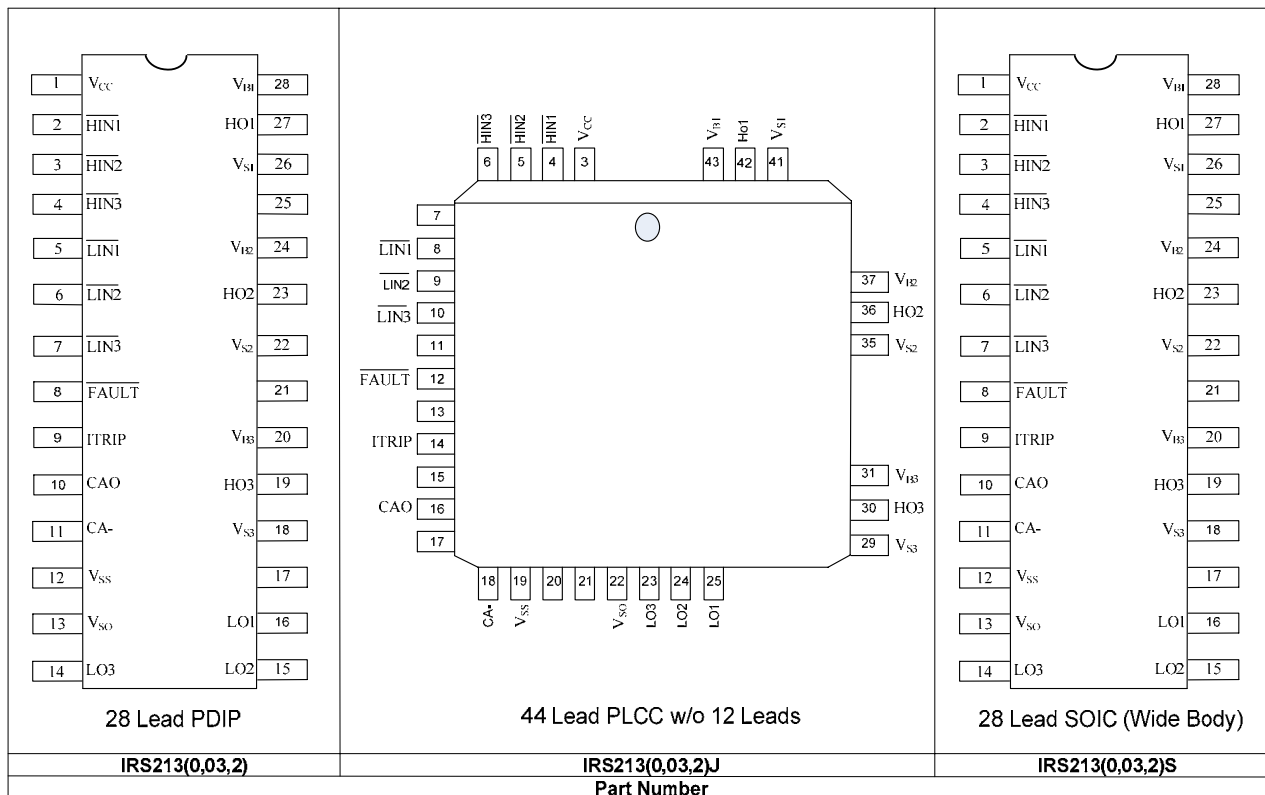 1 VCC VB1 28
2 HIN1 HO1 27
3 HIN2 VS1 26
4 HIN3 25
5 LIN1 VB2 24
6 LIN2 HO2 23
7 LIN3 VS2 22
8 FAULT 21
9 ITRIP VB3 20
10 CAO HO3 19
11 CA- VS3 18
12 VSS 17
13 VSO LO1 16
14 LO3 LO2 15
28 Lead PDIP
HIN3 HIN2 HIN1 VCC VB1 Ho1 VS1
6 5 4 3 43 42 41
7
LIN1 8
LIN2 9
37 VB2
LIN3 10
36 HO2
11
35 VS2
FAULT 12
13
ITRIP 14
15
31 VB3
CAO 16
30 HO3
17
29 VS3
18 19 20 21 22 23 24 25
CA- VSS VSO LO3 LO2 LO1
44 Lead PLCC w/o 12 Leads
1 VCC VB1 28
2 HIN1 HO1 27
3 HIN2 VS1 26
4 HIN3 25
5 LIN1 VB2 24
6 LIN2 HO2 23
7 LIN3 VS2 22
8 FAULT 21
9 ITRIP VB3 20
10 CAO HO3 19
11 CA- VS3 18
12 VSS 17
13 VSO LO1 16
14 LO3 LO2 15
28 Lead SOIC (Wide Body)
IRS213(0,03,2) IRS213(0,03,2)J IRS213(0,03,2)S
Part Number